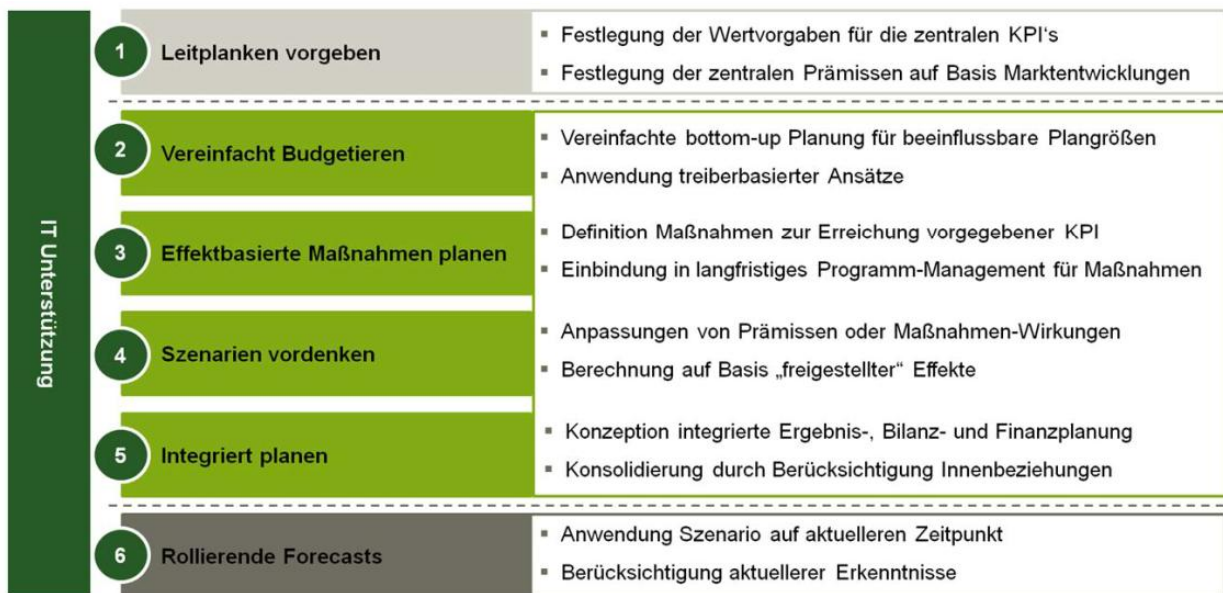 IT Unterstützung
1
Leitplanken vorgeben
▪ Festlegung der Wertvorgaben für die zentralen KPI's
▪ Festlegung der zentralen Prämissen auf Basis Marktentwicklungen
2
Vereinfacht Budgetieren
▪ Vereinfachte bottom-up Planung für beeinflussbare Plangrößen
▪ Anwendung treiberbasierter Ansätze
3
Effektbasierte Maßnahmen planen
▪ Definition Maßnahmen zur Erreichung vorgegebener KPI
▪ Einbindung in langfristiges Programm-Management für Maßnahmen
4
Szenarien vordenken
▪ Anpassungen von Prämissen oder Maßnahmen-Wirkungen
▪ Berechnung auf Basis „freigestellter“ Effekte
5
Integriert planen
▪ Konzeption integrierte Ergebnis-, Bilanz- und Finanzplanung
▪ Konsolidierung durch Berücksichtigung Innenbeziehungen
6
Rollierende Forecasts
▪ Anwendung Szenario auf aktuelleren Zeitpunkt
▪ Berücksichtigung aktuellerer Erkenntnisse